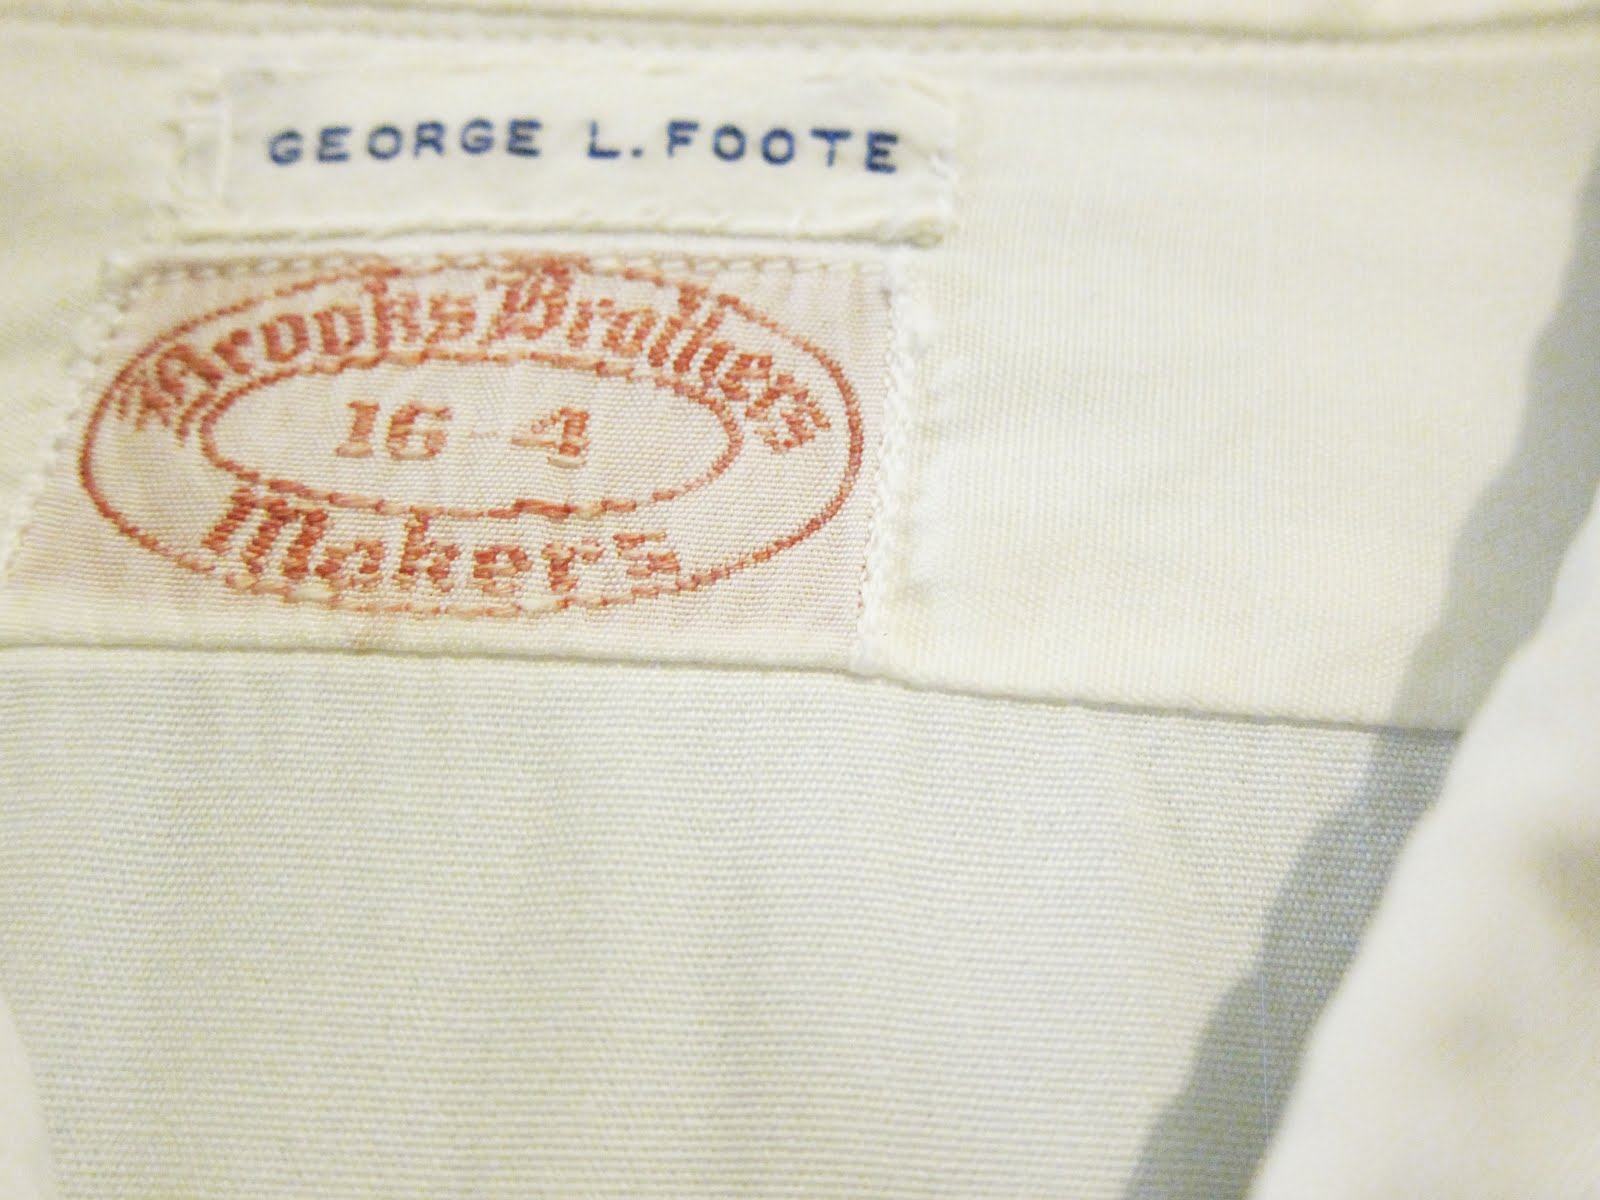 GEORGE L. FOOTE
Brooks Brothers
16-4
Makers